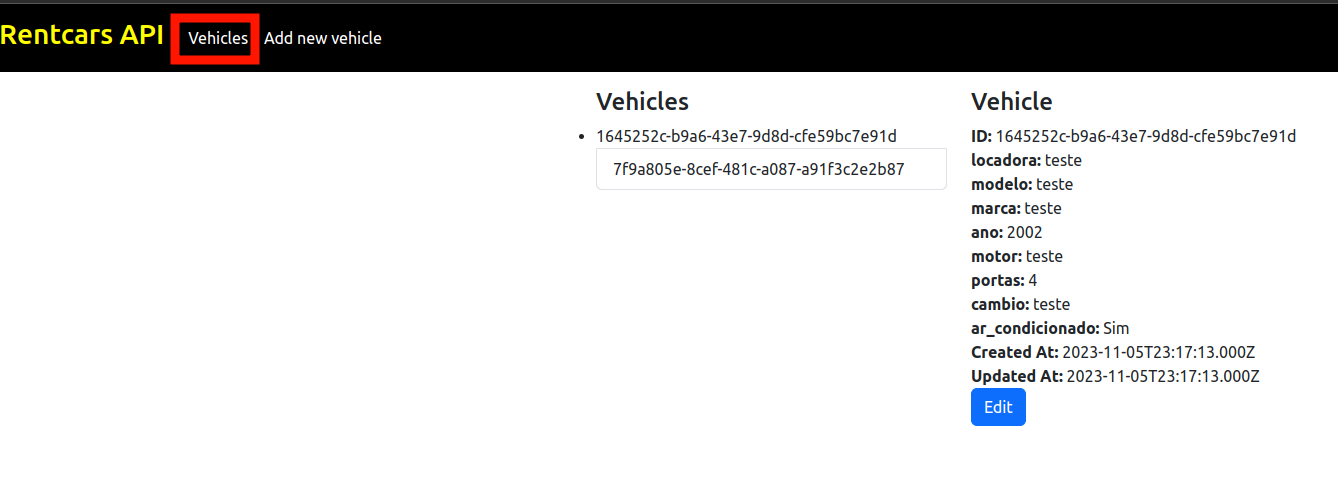 Rentcars API Vehicles Add new vehicle
Vehicles
1645252c-b9a6-43e7-9d8d-cfe59bc7e91d
7f9a805e-8cef-481c-a087-a91f3c2e2b87
Vehicle
ID: 1645252c-b9a6-43e7-9d8d-cfe59bc7e91d
locadora: teste
modelo: teste
marca: teste
ano: 2002
motor: teste
portas: 4
cambio: teste
ar_condicionado: Sim
Created At: 2023-11-05T23:17:13.000Z
Updated At: 2023-11-05T23:17:13.000Z
Edit